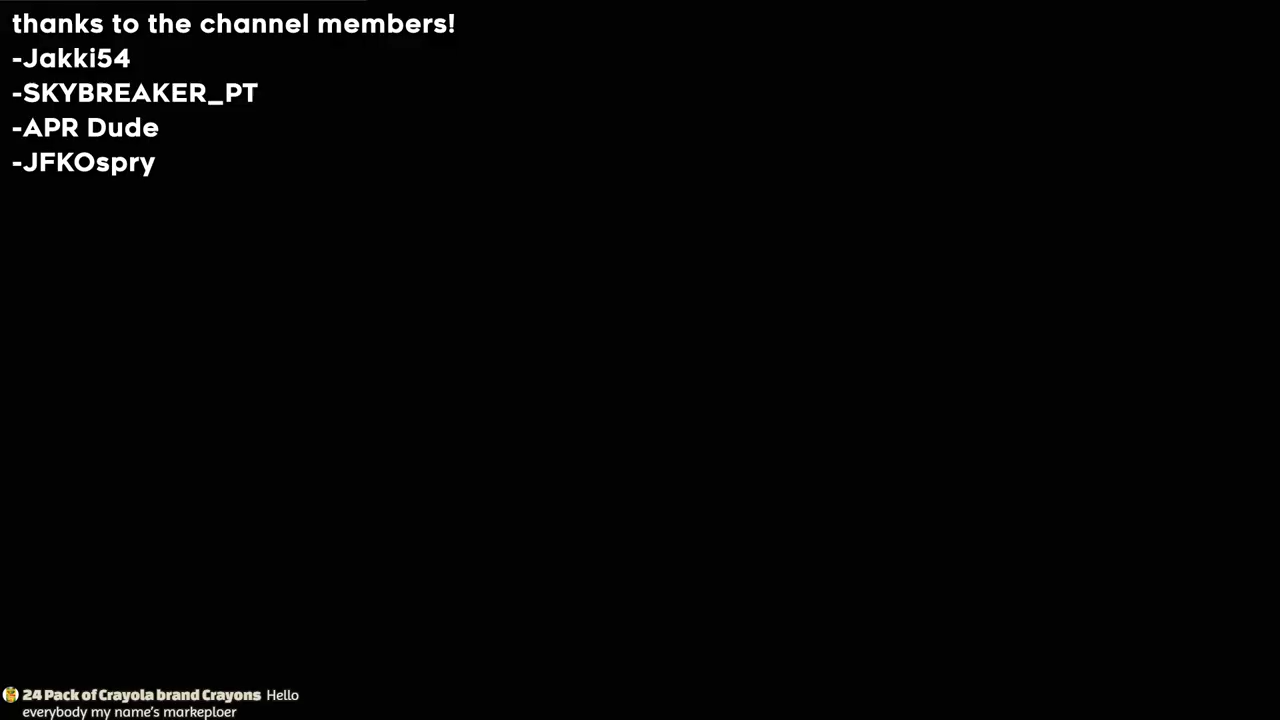 thanks to the channel members!
-Jakki54
-SKYBREAKER_PT
-APR Dude
-JFKOspry
24 Pack of Crayola brand Crayons Hello
everybody my name's markeploer